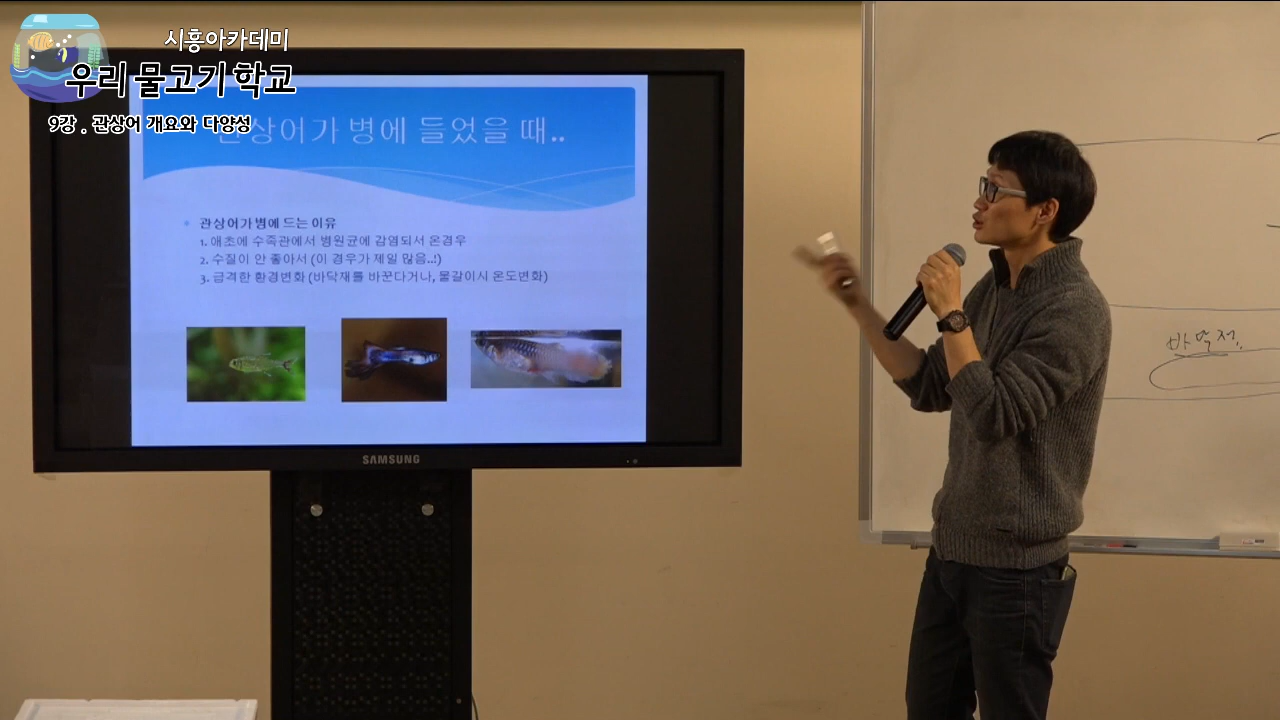 시흥아카데미
우리 물고기 학교
9강 . 관상어 개요와 다양성
관상어가 병에 들었을 때..
관상어가 병에 드는 이유
1. 애초에 수족관에서 병원균에 감염되서 온경우
2. 수질이 안 좋아서 (이 경우가 제일 많음..!)
3. 급격한 환경변화 (바닥재를 바꾼다거나, 물갈이시 온도변화)
SAMSUNG